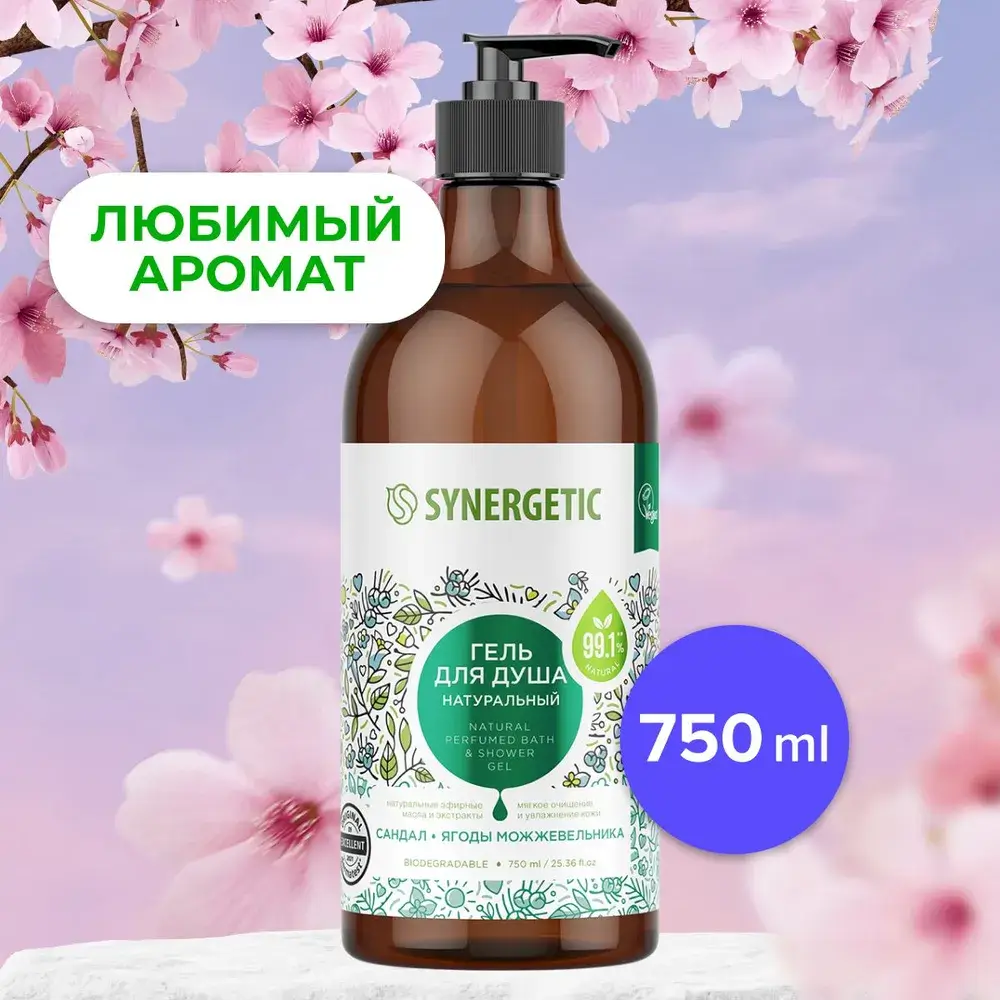 ЛЮБИМЫЙ
АРОМАТ
SYNERGETIC
99.1%
NATURAL
ГЕЛЬ
ДЛЯ ДУША
НАТУРАЛЬНЫЙ
NATURAL
PERFUMED BATH
& SHOWER
GEL
750 ml
натуральные эфирные
масла и экстракты
мягкое очищение
и увлажнение кожи
САНДАЛ • ЯГОДЫ МОЖЖЕВЕЛЬНИКА
BIODEGRADABLE • 750 ml / 25.36 fl.oz
EXCELLENT